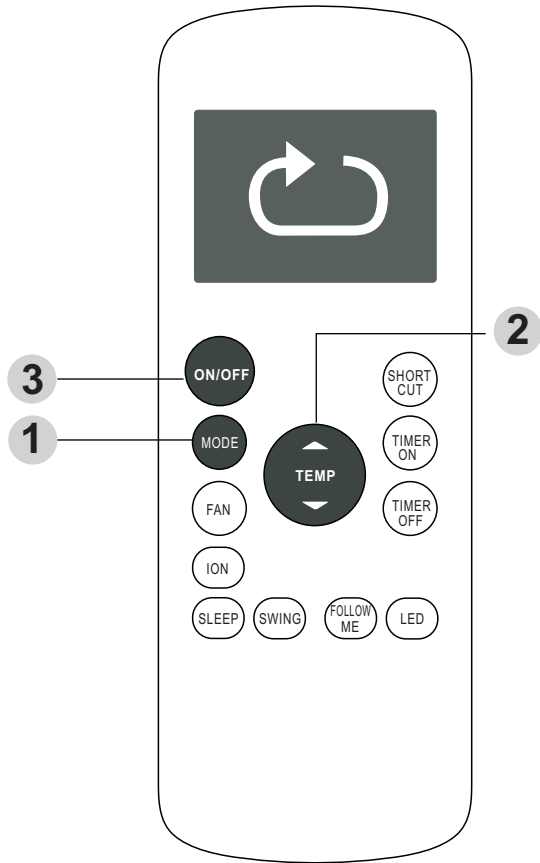 2
3
ON/OFF
SHORT
CUT
1
MODE
TEMP
TIMER
ON
FAN
TIMER
OFF
ION
SLEEP
SWING
FOLLOW
ME
LED